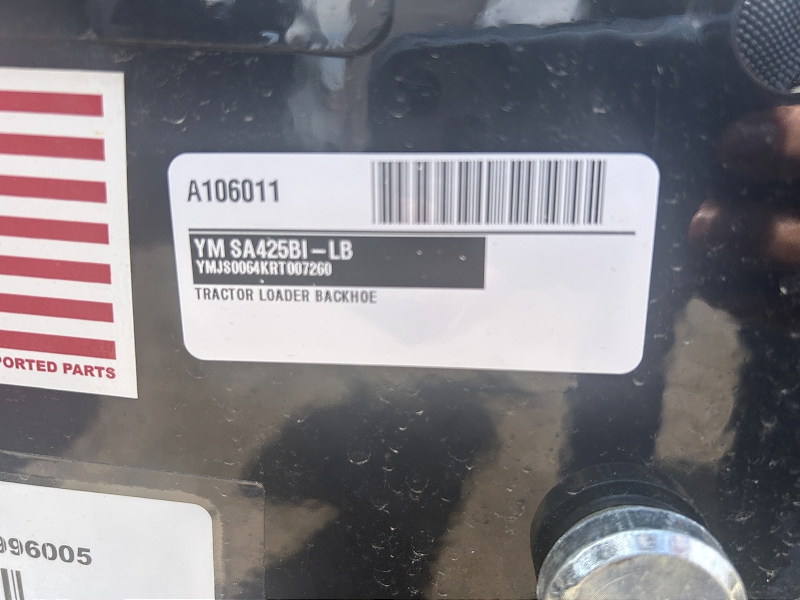 A106011
YM SA425BI-LB
YMJS0064KRT007260
TRACTOR LOADER BACKHOE
PORTED PARTS
996005